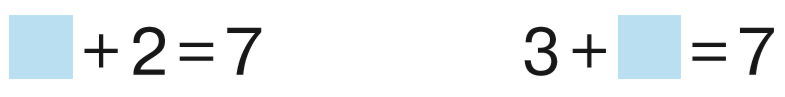 + 2 = 7
3 + = 7